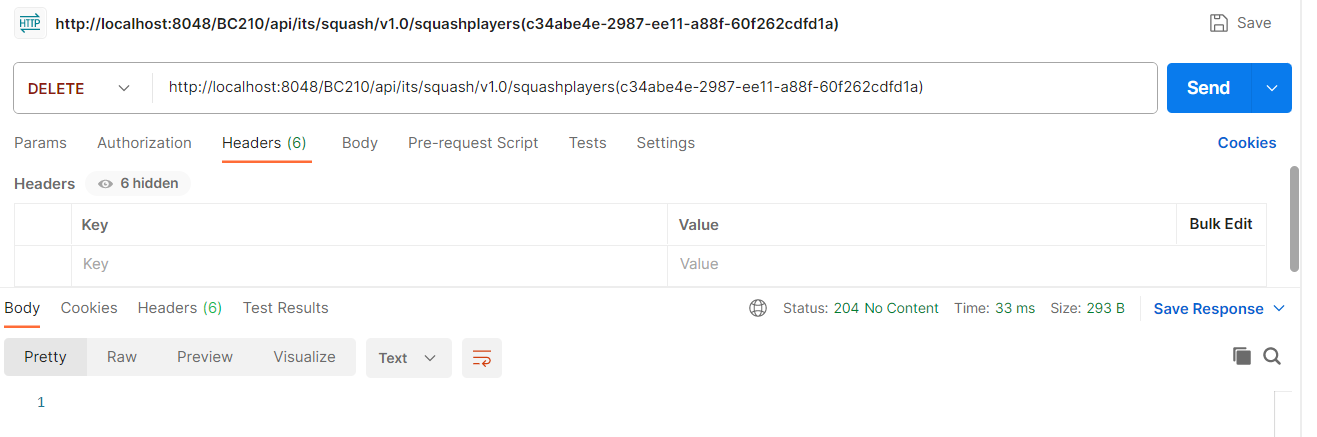 HTTP http://localhost:8048/BC210/api/its/squash/v1.0/squashplayers(c34abe4e-2987-ee11-a88f-60f262cdfd1a) Save
DELETE http://localhost:8048/BC210/api/its/squash/v1.0/squashplayers(c34abe4e-2987-ee11-a88f-60f262cdfd1a) Send
Params Authorization Headers (6) Body Pre-request Script Tests Settings Cookies
Headers 6 hidden
Key Value Bulk Edit
Key Value
Body Cookies Headers (6) Test Results Status: 204 No Content Time: 33 ms Size: 293 B Save Response
Pretty Raw Preview Visualize Text
1